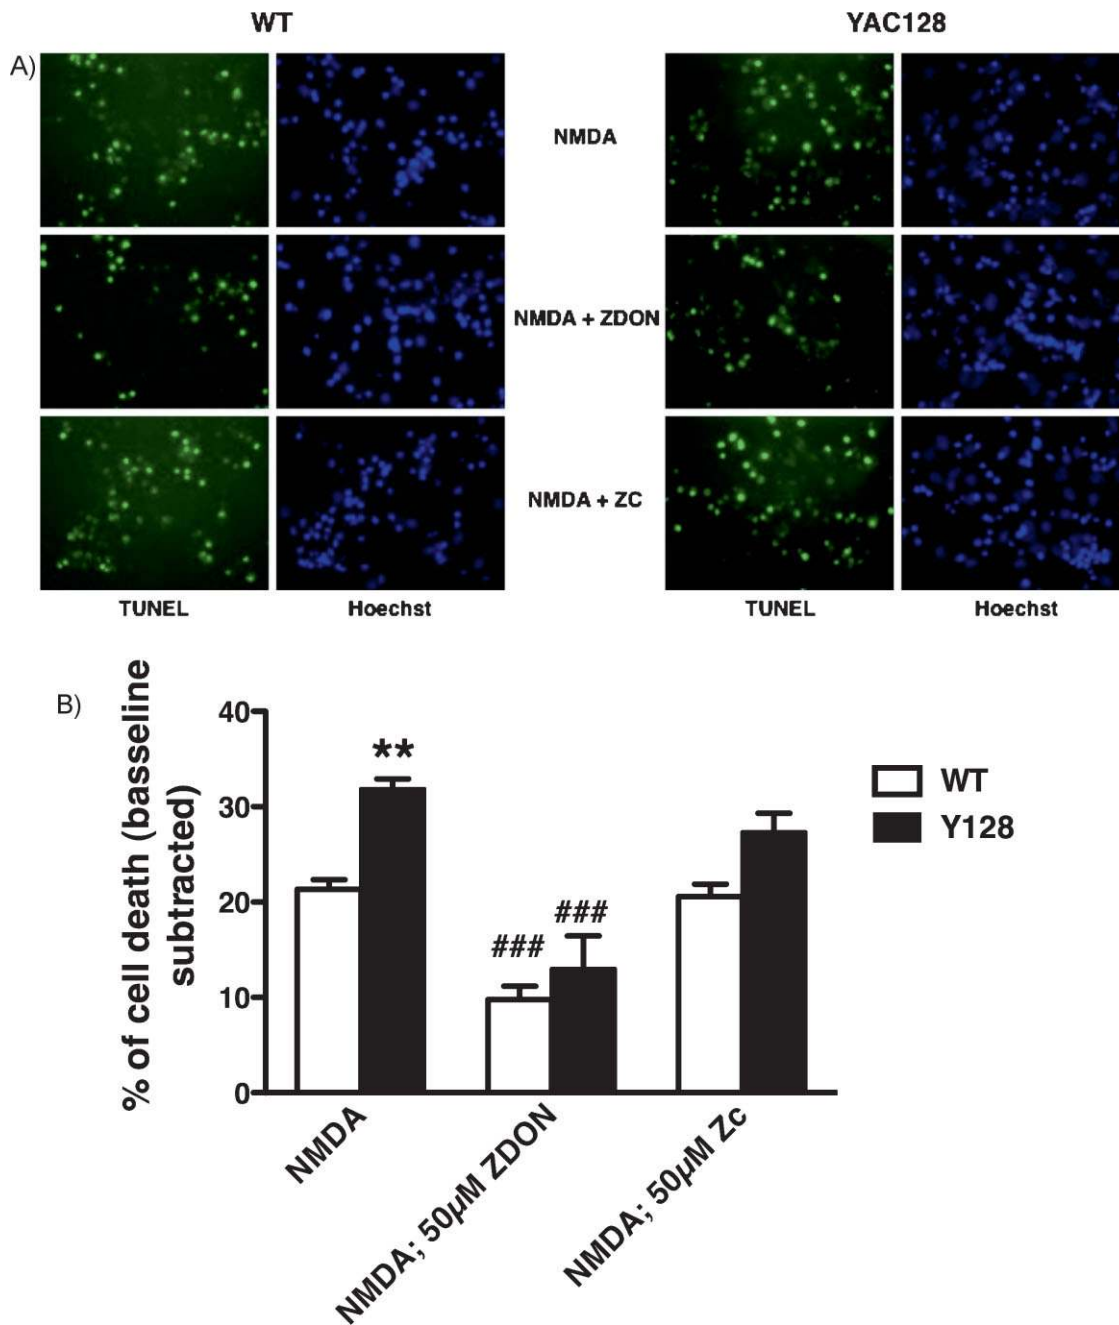 WT YAC128
A)
NMDA
NMDA + ZDON
NMDA + ZC
TUNEL Hoechst TUNEL Hoechst
B)
% of cell death (basseline
subtracted)
40
30
20
10
0
**
###
###
WT
Y128
NMDA
NMDA; 50µM ZDON
NMDA; 50µM Zc